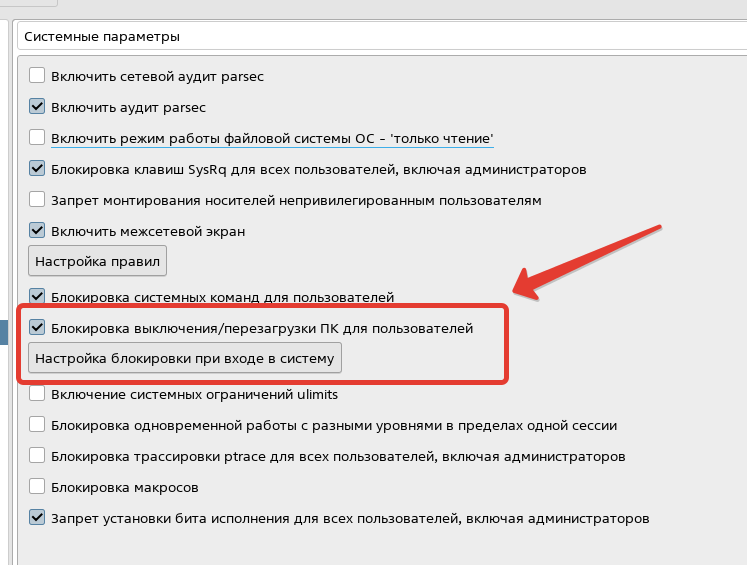 Системные параметры
Включить сетевой аудит parsec
Включить аудит parsec
Включить режим работы файловой системы ОС - 'только чтение'
Блокировка клавиш SysRq для всех пользователей, включая администраторов
Запрет монтирования носителей непривилегированным пользователям
Включить межсетевой экран
Настройка правил
Блокировка системных команд для пользователей
Блокировка выключения/перезагрузки ПК для пользователей
Настройка блокировки при входе в систему
Включение системных ограничений ulimits
Блокировка одновременной работы с разными уровнями в пределах одной сессии
Блокировка трассировки ptrace для всех пользователей, включая администраторов
Блокировка макросов
Запрет установки бита исполнения для всех пользователей, включая администраторов